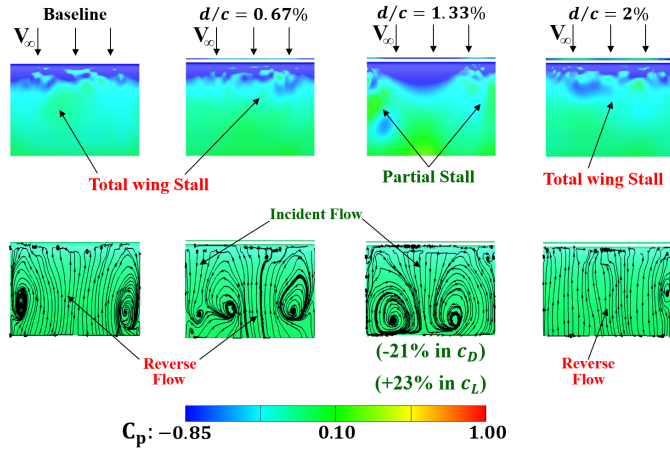 Baseline
d/c = 0.67%
d/c = 1.33%
d/c = 2%
V∞
V∞
V∞
V∞
Total wing Stall
Partial Stall
Total wing Stall
Incident Flow
Reverse
Flow
(-21% in c_D)
(+23% in c_L)
Reverse
Flow
C_p: −0.85
0.10
1.00